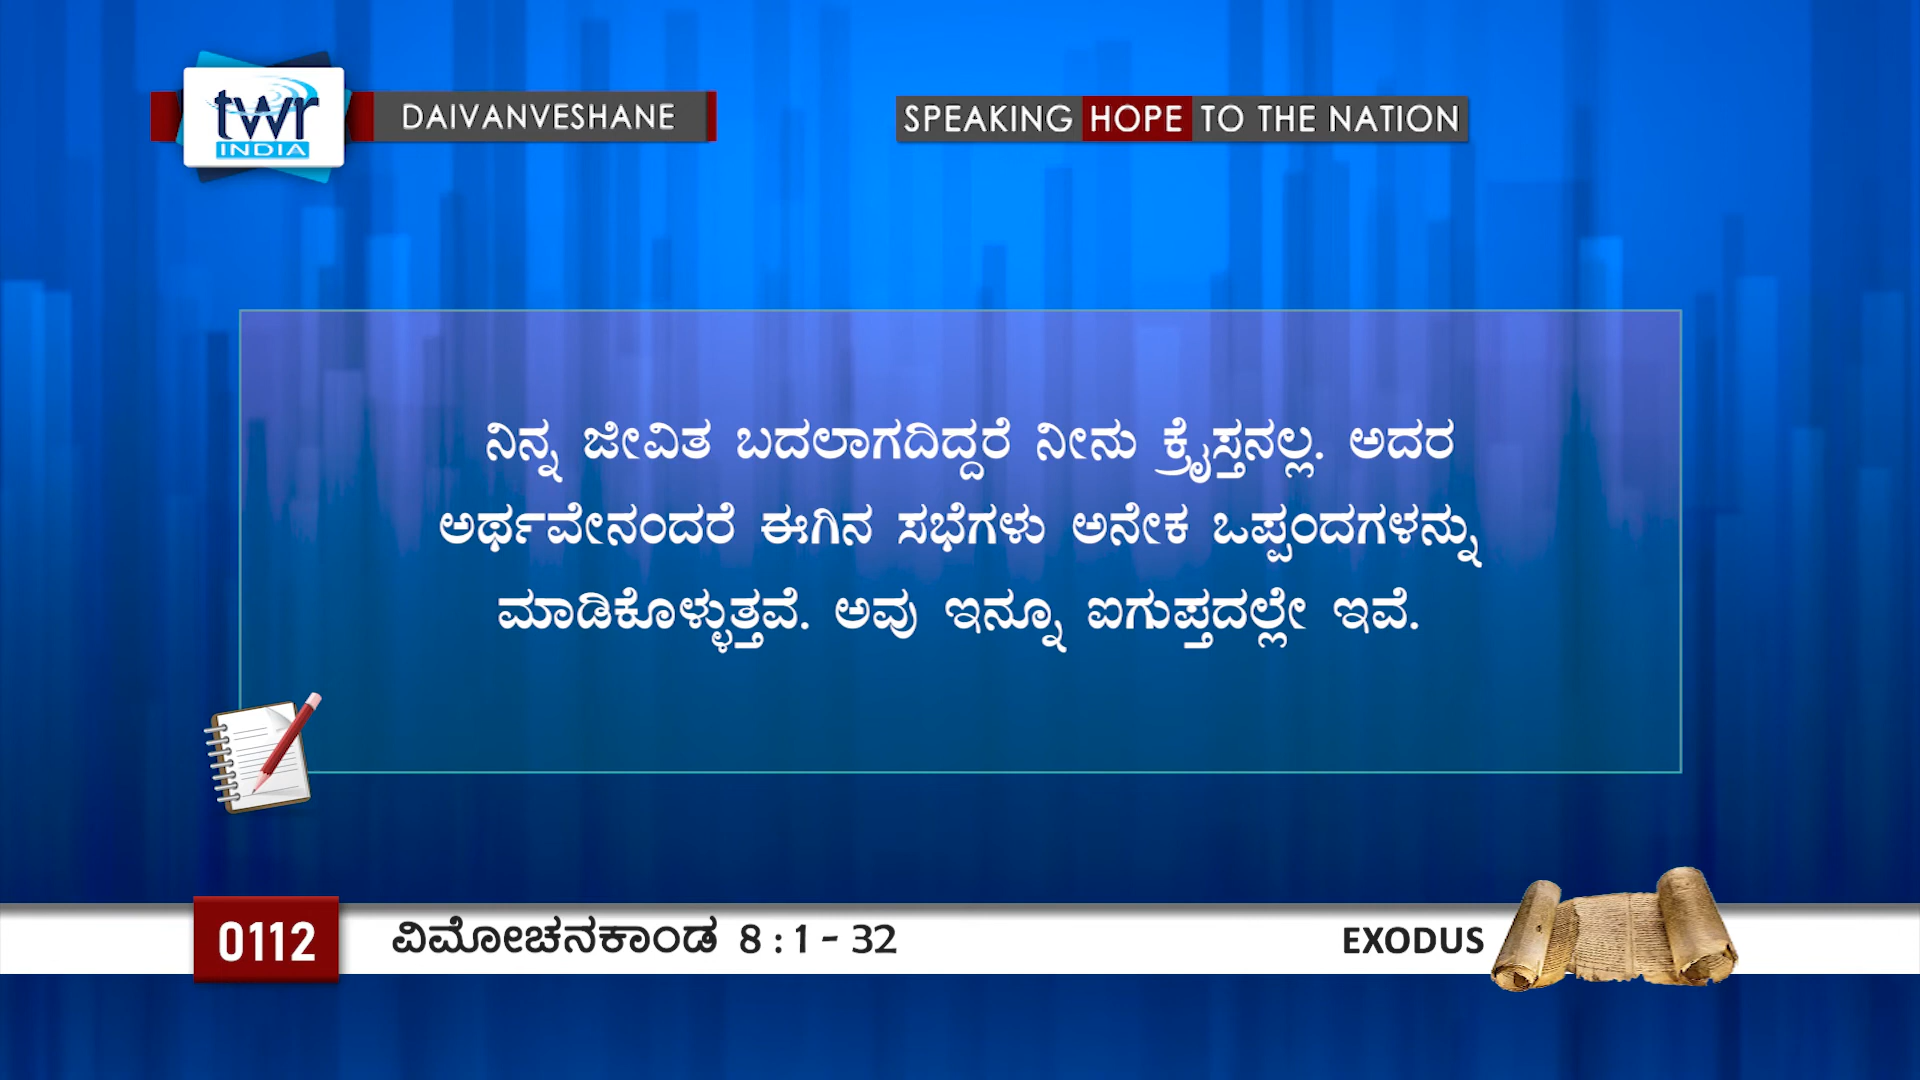 twr
INDIA
DAIVANVESHANE
SPEAKING HOPE TO THE NATION
ನಿನ್ನ ಜೀವಿತ ಬದಲಾಗದಿದ್ದರೆ ನೀನು ಕ್ರೈಸ್ತನಲ್ಲ. ಅದರ
ಅರ್ಥವೇನಂದರೆ ಈಗಿನ ಸಭೆಗಳು ಅನೇಕ ಒಪ್ಪಂದಗಳನ್ನು
ಮಾಡಿಕೊಳ್ಳುತ್ತವೆ. ಅವು ಇನ್ನೂ ಐಗುಪ್ತದಲ್ಲೇ ಇವೆ.
0112
ವಿಮೋಚನಕಾಂಡ 8 : 1 - 32
EXODUS